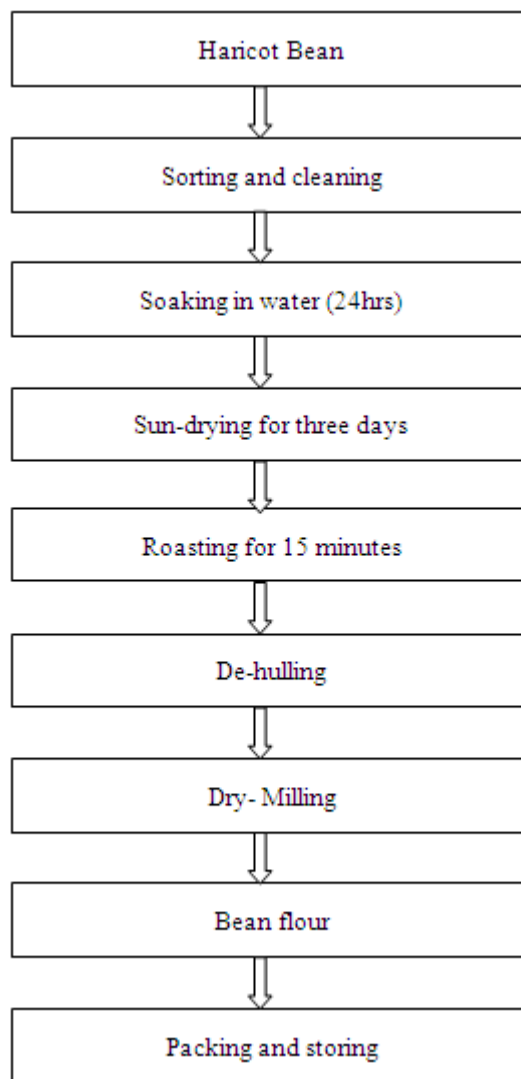 Haricot Bean
Sorting and cleaning
Soaking in water (24hrs)
Sun-drying for three days
Roasting for 15 minutes
De-hulling
Dry- Milling
Bean flour
Packing and storing